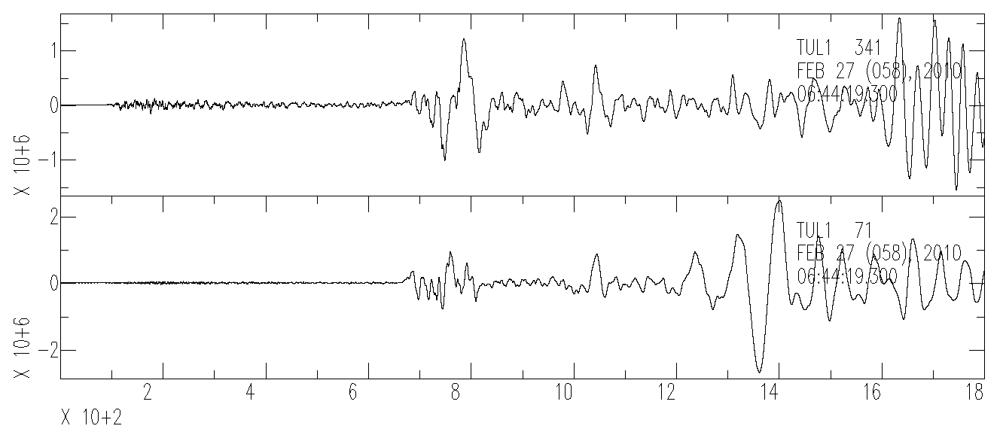 1
0
-1
X 10+6
TUL1 341
FEB 27 (058), 2010
06:44:19.300
2
0
-2
X 10+6
TUL1 71
FEB 27 (058), 2010
06:44:19.300
2 4 6 8 10 12 14 16 18
X 10+2